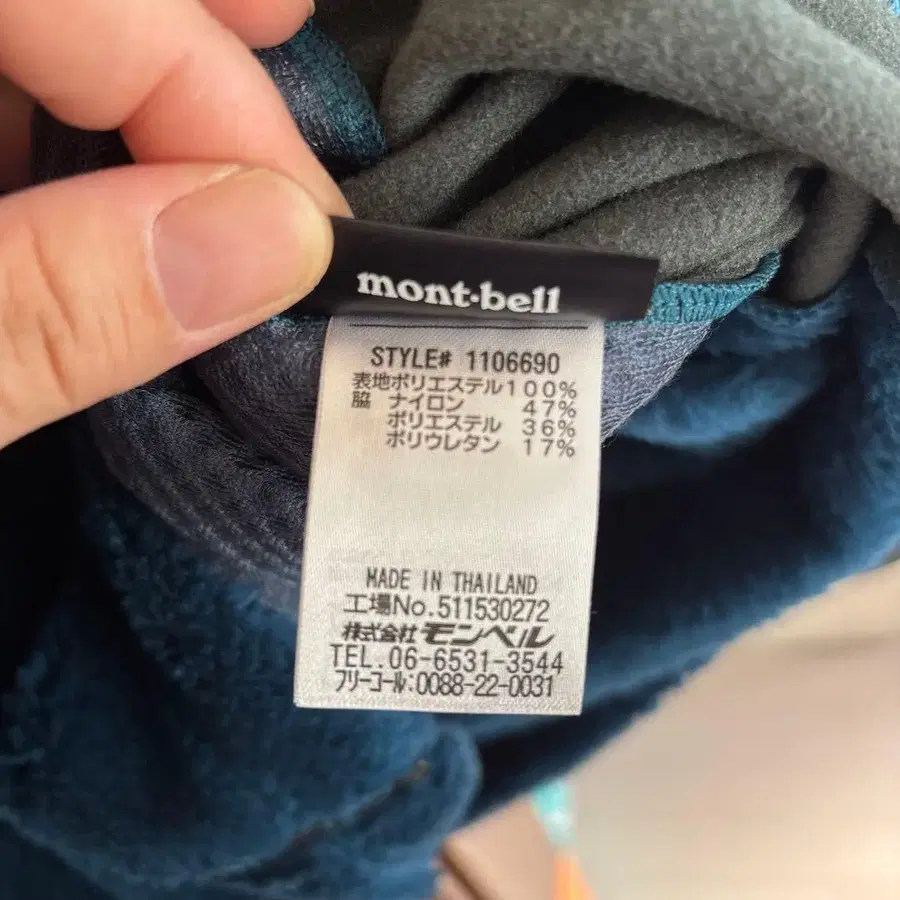 mont-bell
STYLE# 1106690
表地ポリエステル100%
脇 ナイロン 47%
ポリエステル 36%
ポリウレタン 17%
MADE IN THAILAND
工場No.511530272
株式会社モンベル
TEL.06-6531-3544
フリーコール:0088-22-0031